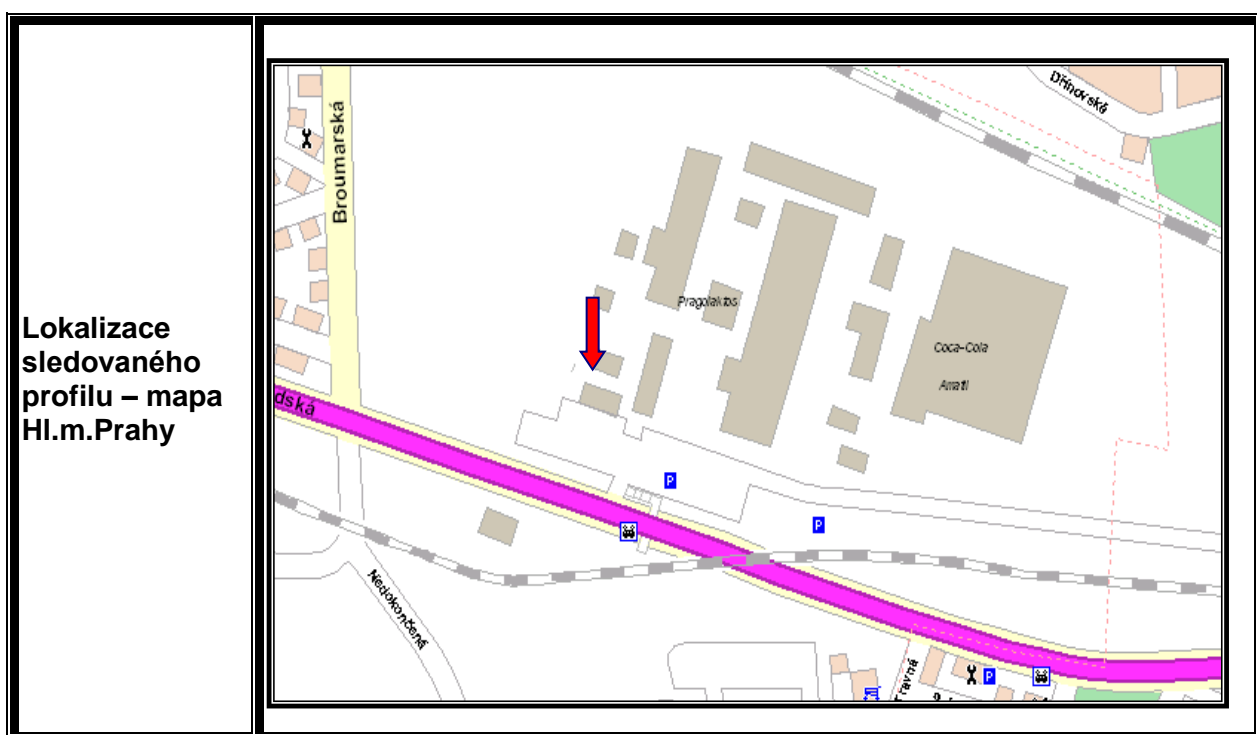 Lokalizace
sledovaného
profilu – mapa
Hl.m.Prahy
Dřínovská
Broumarská
Pragolaktos
Coca-Cola
Amatil
dská
P
P
Nedokončená
Travná
P